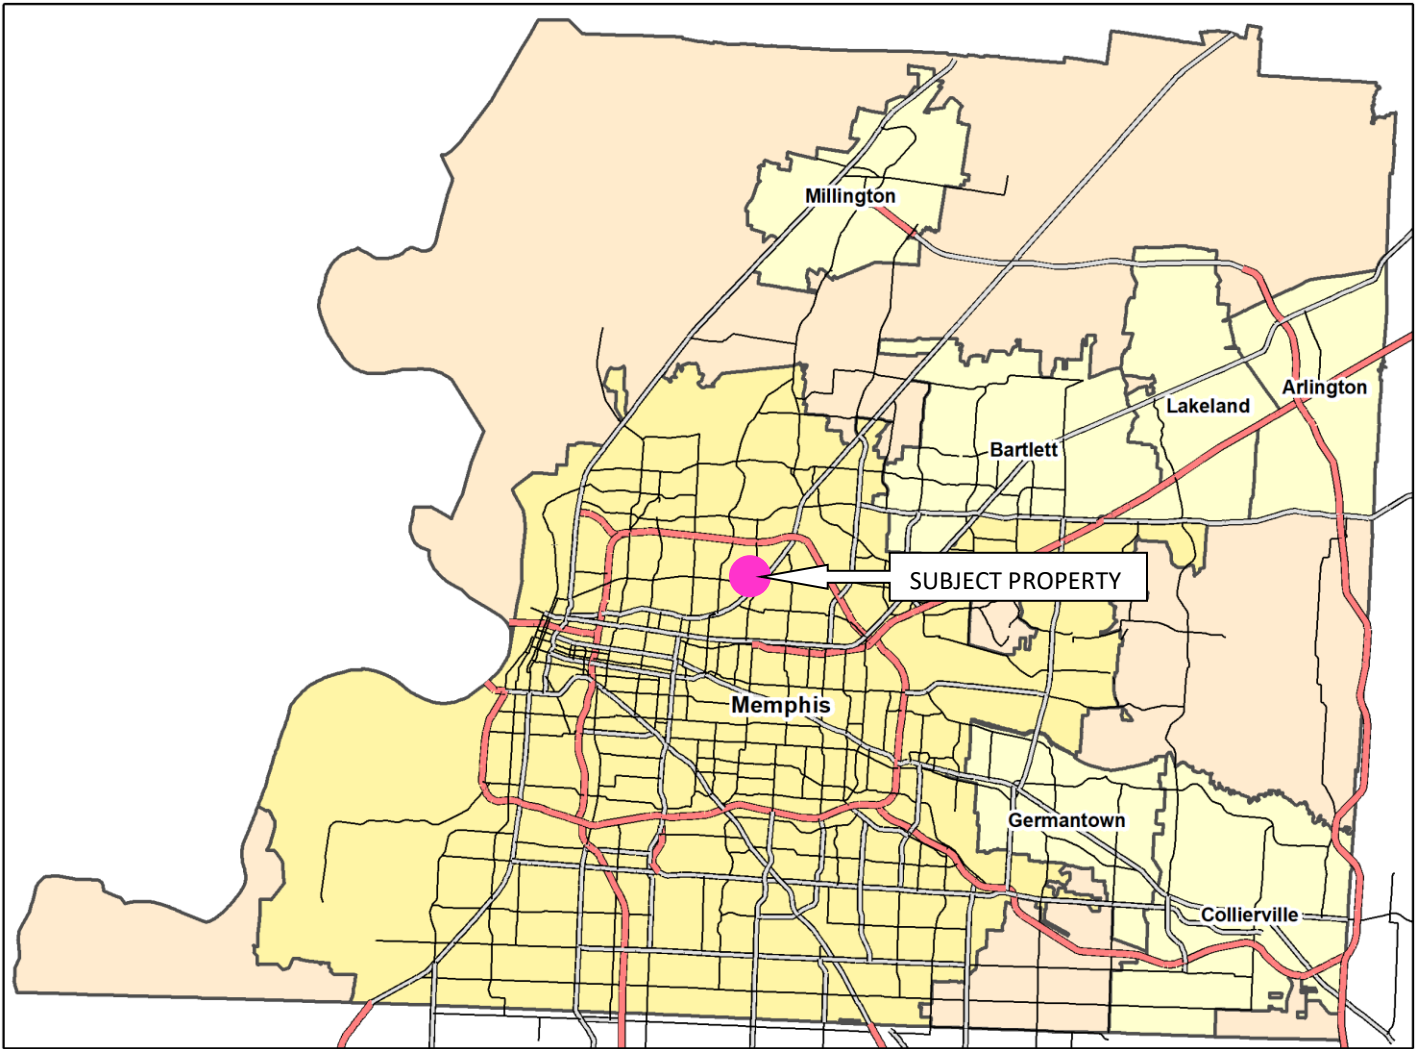 Millington
Arlington
Lakeland
Bartlett
SUBJECT PROPERTY
Memphis
Germantown
Collierville